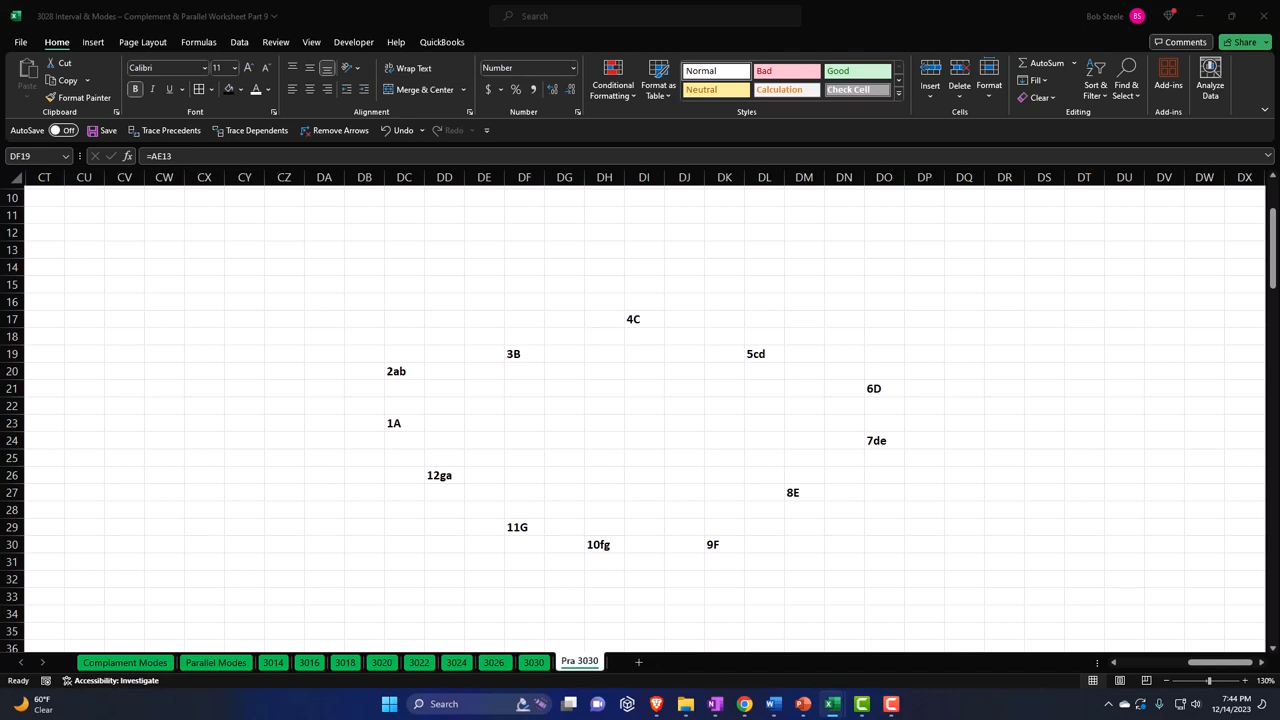 3028 Interval & Modes – Complement & Parallel Worksheet Part 9
Search
Bob Steele BS
File Home Insert Page Layout Formulas Data Review View Developer Help QuickBooks
Comments Share
Paste
Cut
Copy
Format Painter
Clipboard
Calibri 11
B I U
Font
Wrap Text
Merge & Center
Alignment
Number
$ % 9
Number
Conditional Formatting
Format as Table
Normal Bad Good
Neutral Calculation Check Cell
Styles
Insert Delete Format
Cells
AutoSum
Fill
Clear
Sort & Filter
Find & Select
Editing
Add-ins
Add-ins
Analyze Data
AutoSave Off Save Trace Precedents Trace Dependents Remove Arrows Undo Redo
DF19 fx =AE13
CT CU CV CW CX CY CZ DA DB DC DD DE DF DG DH DI DJ DK DL DM DN DO DP DQ DR DS DT DU DV DW DX
10
11
12
13
14
15
16
17 4C
18
19 3B 5cd
20 2ab
21 6D
22
23 1A
24 7de
25
26 12ga
27 8E
28
29 11G
30 10fg 9F
31
32
33
34
35
36
Complament Modes Parallel Modes 3014 3016 3018 3020 3022 3024 3026 3030 Pra 3030
Ready Accessibility: Investigate 130%
60°F
Clear
Search
7:44 PM
12/14/2023